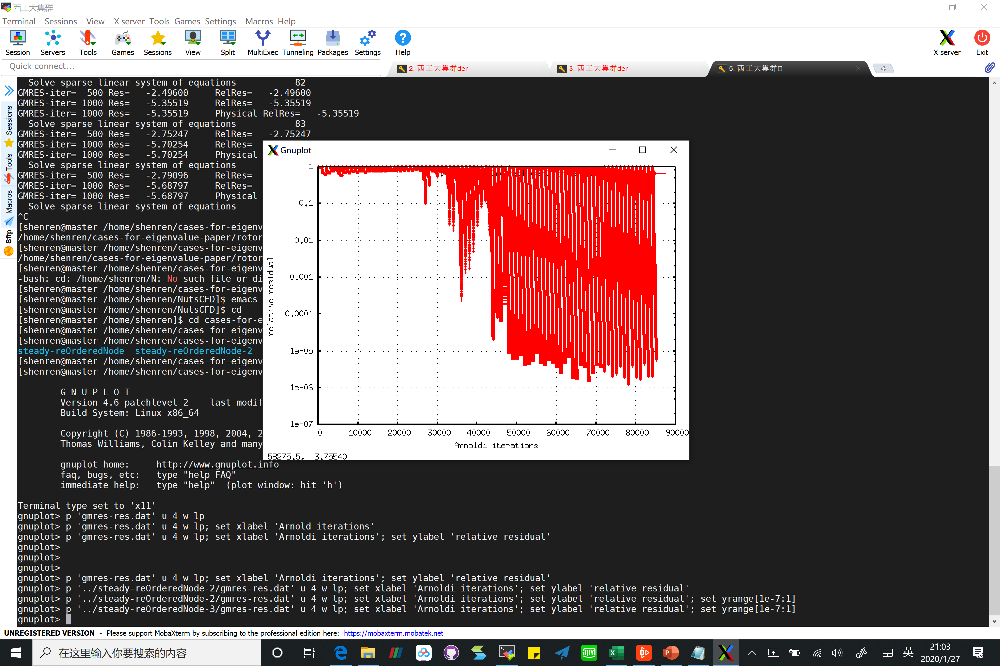 西工大集群
Terminal Sessions View X server Tools Games Settings Macros Help
Session Servers Tools Games Sessions View Split MultiExec Tunneling Packages Settings Help X server Exit
Quick connect...
2. 西工大集群der
3. 西工大集群der
5. 西工大集群
Sessions
Tools
Macros
Sftp
Solve sparse linear system of equations 82
GMRES-iter= 500 Res= -2.49600 RelRes= -2.49600
GMRES-iter= 1000 Res= -5.35519 RelRes= -5.35519
GMRES-iter= 1000 Res= -5.35519 Physical RelRes= -5.35519
Solve sparse linear system of equations 83
GMRES-iter= 500 Res= -2.75247 RelRes= -2.75247
GMRES-iter= 1000 Res= -5.70254 RelRes=
GMRES-iter= 1000 Res= -5.70254 Physical
Solve sparse linear system of equations
GMRES-iter= 500 Res= -2.79096 RelRes=
GMRES-iter= 1000 Res= -5.68797 RelRes=
GMRES-iter= 1000 Res= -5.68797 Physical
Solve sparse linear system of equations
^C
[shenren@master /home/shenren/cases-for-eigenv
/home/shenren/cases-for-eigenvalue-paper/rotor
[shenren@master /home/shenren/cases-for-eigenv
/home/shenren/cases-for-eigenvalue-paper/rotor
[shenren@master /home/shenren/cases-for-eigenv
-bash: cd: /home/shenren/N: No such file or di
[shenren@master /home/shenren/cases-for-eigenv
[shenren@master /home/shenren/NutsCFD]$ emacs
[shenren@master /home/shenren/NutsCFD]$ cd
[shenren@master /home/shenren]$ cd cases-for-e
[shenren@master /home/shenren/cases-for-eigenv
[shenren@master /home/shenren/cases-for-eigenv
steady-reOrderedNode steady-reOrderedNode-2
[shenren@master /home/shenren/cases-for-eigenv
[shenren@master /home/shenren/cases-for-eigenv
G N U P L O T
Version 4.6 patchlevel 2 last modif
Build System: Linux x86_64
Copyright (C) 1986-1993, 1998, 2004, 2
Thomas Williams, Colin Kelley and many
gnuplot home: http://www.gnuplot.info
faq, bugs, etc: type "help FAQ"
immediate help: type "help" (plot window: hit 'h')
Terminal type set to 'x11'
gnuplot> p 'gmres-res.dat' u 4 w lp
gnuplot> p 'gmres-res.dat' u 4 w lp; set xlabel 'Arnold iterations'
gnuplot> p 'gmres-res.dat' u 4 w lp; set xlabel 'Arnoldi iterations'; set ylabel 'relative residual'
gnuplot>
gnuplot>
gnuplot>
gnuplot> p 'gmres-res.dat' u 4 w lp; set xlabel 'Arnoldi iterations'; set ylabel 'relative residual'
gnuplot> p '../steady-reOrderedNode-2/gmres-res.dat' u 4 w lp; set xlabel 'Arnoldi iterations'; set ylabel 'relative residual'
gnuplot> p '../steady-reOrderedNode-2/gmres-res.dat' u 4 w lp; set xlabel 'Arnoldi iterations'; set ylabel 'relative residual'; set yrange[1e-7:1]
gnuplot> p '../steady-reOrderedNode-3/gmres-res.dat' u 4 w lp; set xlabel 'Arnoldi iterations'; set ylabel 'relative residual'; set yrange[1e-7:1]
gnuplot>
Gnuplot
1
0.1
0.01
0.001
0.0001
1e-05
1e-06
1e-07
relative residual
0 10000 20000 30000 40000 50000 60000 70000 80000 90000
Arnoldi iterations
58275.5, 3.75540
UNREGISTERED VERSION - Please support MobaXterm by subscribing to the professional edition here: https://mobaxterm.mobatek.net
在这里输入你要搜索的内容
QIY
英
21:03
2020/1/27